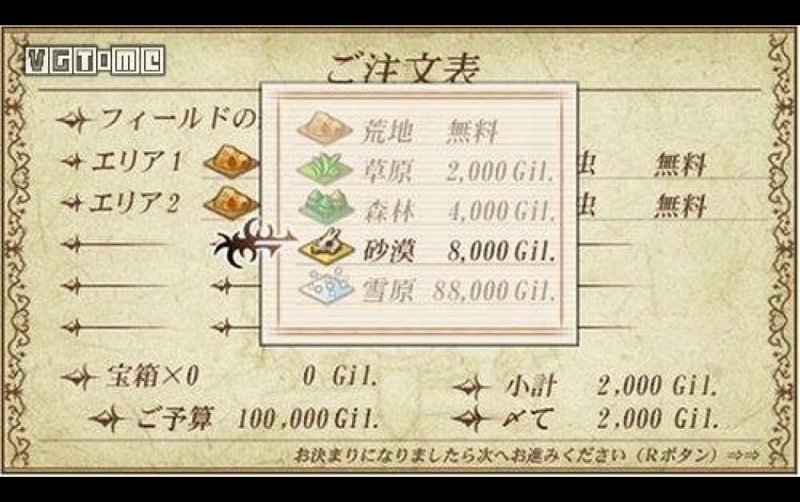 VGTIME
ご注文表
フィールドの
荒地 無料
エリア1 虫 無料
草原 2,000 Gil.
エリア2 虫 無料
森林 4,000 Gil.
砂漠 8,000 Gil.
雪原 88,000 Gil.
宝箱×0 0 Gil.
小計 2,000 Gil.
ご予算 100,000 Gil.
〆て 2,000 Gil.
お決まりになりましたら次へお進みください（Rボタン）⇒⇒